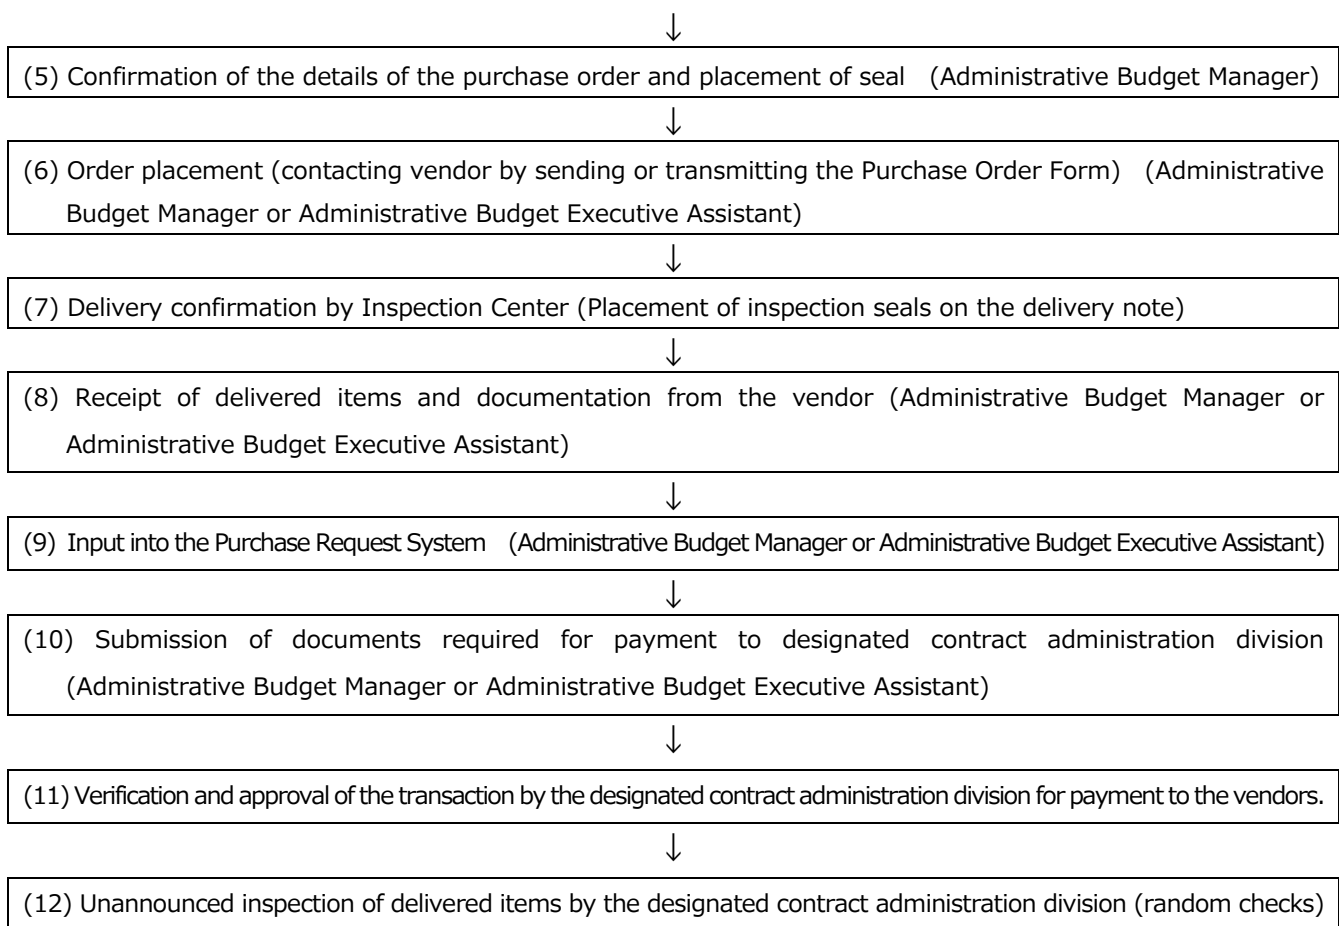 ↓
(5) Confirmation of the details of the purchase order and placement of seal (Administrative Budget Manager)
↓
(6) Order placement (contacting vendor by sending or transmitting the Purchase Order Form) (Administrative
Budget Manager or Administrative Budget Executive Assistant)
↓
(7) Delivery confirmation by Inspection Center (Placement of inspection seals on the delivery note)
↓
(8) Receipt of delivered items and documentation from the vendor (Administrative Budget Manager or
Administrative Budget Executive Assistant)
↓
(9) Input into the Purchase Request System (Administrative Budget Manager or Administrative Budget Executive Assistant)
↓
(10) Submission of documents required for payment to designated contract administration division
(Administrative Budget Manager or Administrative Budget Executive Assistant)
↓
(11) Verification and approval of the transaction by the designated contract administration division for payment to the vendors.
↓
(12) Unannounced inspection of delivered items by the designated contract administration division (random checks)